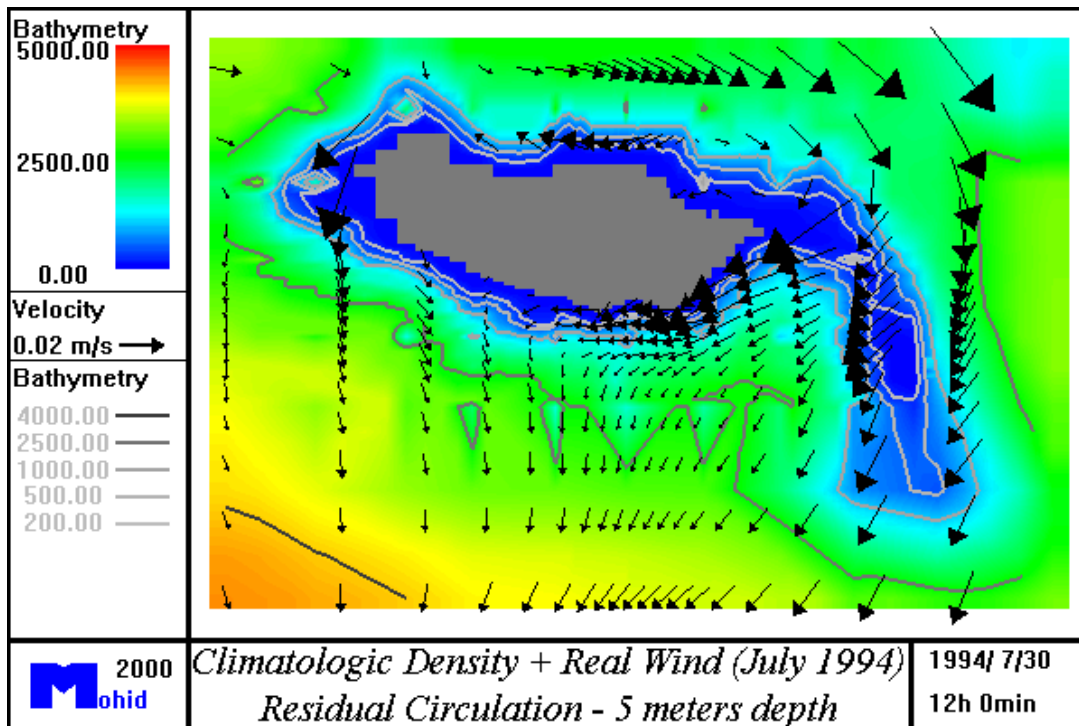 Bathymetry
5000.00
2500.00
0.00
Velocity
0.02 m/s
Bathymetry
4000.00
2500.00
1000.00
500.00
200.00
2000
Mohid
Climatologic Density + Real Wind (July 1994)
Residual Circulation - 5 meters depth
1994/ 7/30
12h 0min